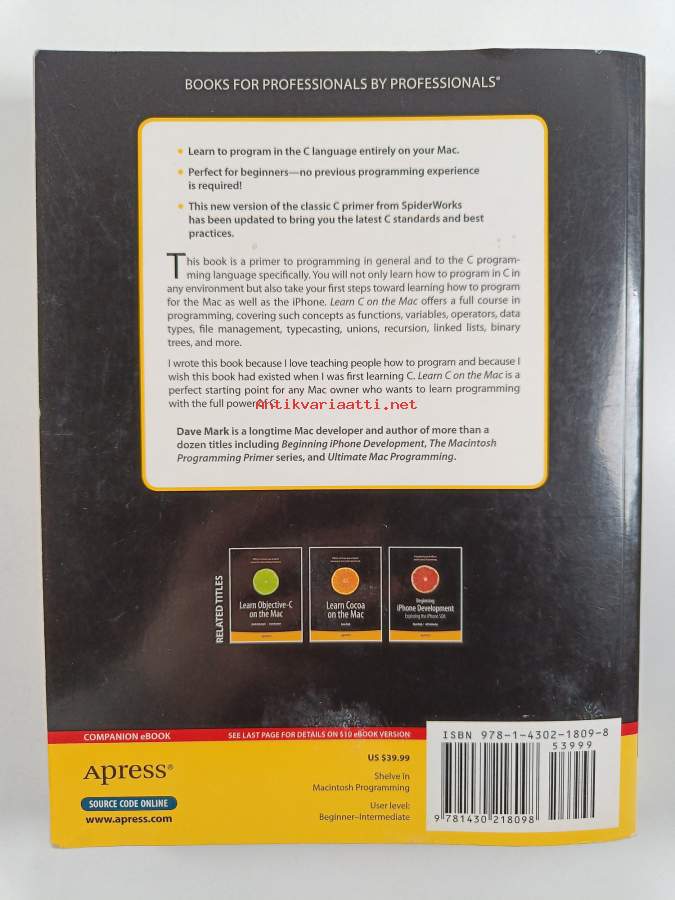 BOOKS FOR PROFESSIONALS BY PROFESSIONALS®
• Learn to program in the C language entirely on your Mac.
• Perfect for beginners—no previous programming experience
is required!
• This new version of the classic C primer from SpiderWorks
has been updated to bring you the latest C standards and best
practices.
This book is a primer to programming in general and to the C program-
ming language specifically. You will not only learn how to program in C in
any environment but also take your first steps toward learning how to program
for the Mac as well as the iPhone. Learn C on the Mac offers a full course in
programming, covering such concepts as functions, variables, operators, data
types, file management, typecasting, unions, recursion, linked lists, binary
trees, and more.
I wrote this book because I love teaching people how to program and because I
wish this book had existed when I was first learning C. Learn C on the Mac is a
perfect starting point for any Mac owner who wants to learn programming
with the full power of C.
Antikvariaatti.net
Dave Mark is a longtime Mac developer and author of more than a
dozen titles including Beginning iPhone Development, The Macintosh
Programming Primer series, and Ultimate Mac Programming.
RELATED TITLES
Learn Objective-C
on the Mac
Learn Cocoa
on the Mac
Beginning
iPhone Development
Exploring the iPhone SDK
COMPANION eBOOK
SEE LAST PAGE FOR DETAILS ON $10 eBOOK VERSION
Apress®
SOURCE CODE ONLINE
www.apress.com
US $39.99
Shelve in
Macintosh Programming
User level:
Beginner–Intermediate
ISBN 978-1-4302-1809-8
53999
9 781430 218098